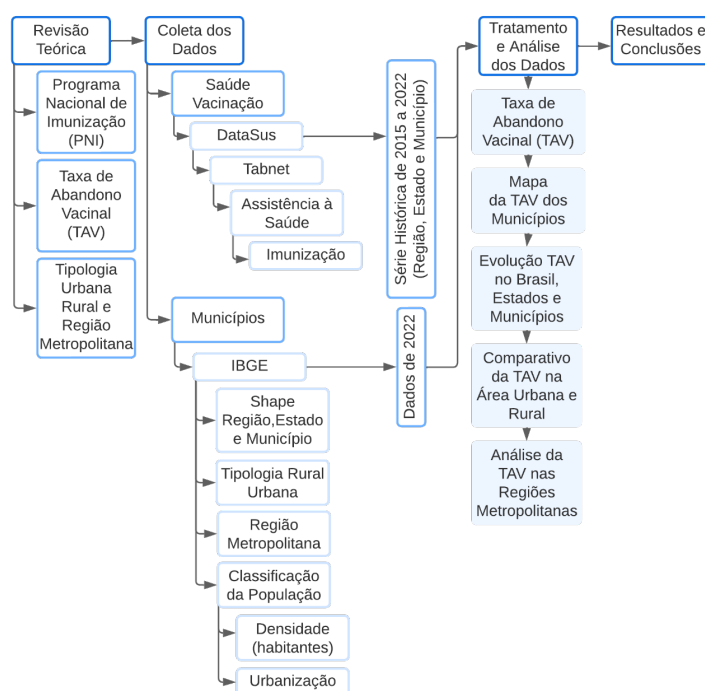 Revisão
Teórica
Programa
Nacional de
Imunização
(PNI)
Taxa de
Abandono
Vacinal
(TAV)
Tipologia
Urbana
Rural e
Região
Metropolitana
Coleta dos
Dados
Saúde
Vacinação
DataSus
Tabnet
Assistência à
Saúde
Imunização
Municípios
IBGE
Shape
Região,Estado
e Município
Tipologia Rural
Urbana
Região
Metropolitana
Classificação
da População
Densidade
(habitantes)
Urbanização
Série Histórica de 2015 a 2022
(Região, Estado e Município)
Dados de 2022
Tratamento
e Análise
dos Dados
Taxa de
Abandono
Vacinal (TAV)
Mapa
da TAV dos
Municípios
Evolução TAV
no Brasil,
Estados e
Municípios
Comparativo
da TAV na
Área Urbana e
Rural
Análise da
TAV nas
Regiões
Metropolitanas
Resultados e
Conclusões